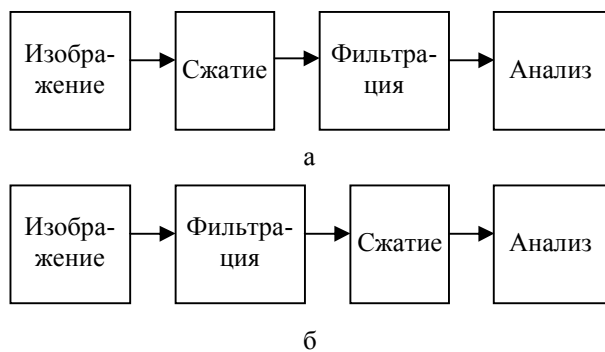 Изобра-
жение
Сжатие
Фильтра-
ция
Анализ
а
Изобра-
жение
Фильтра-
ция
Сжатие
Анализ
б